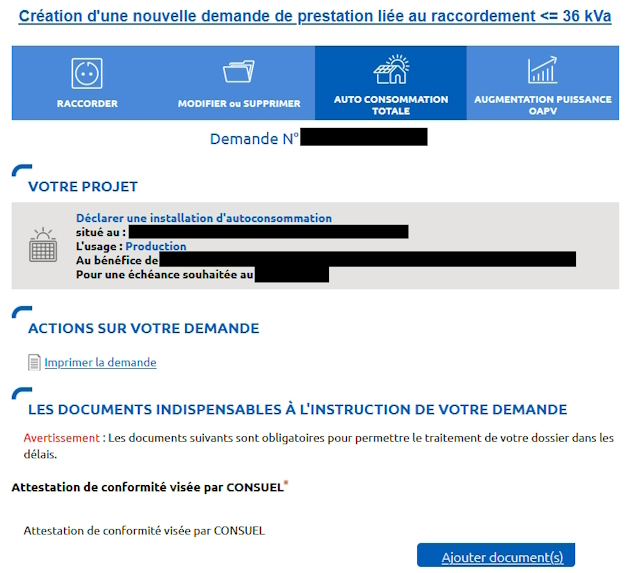 Création d'une nouvelle demande de prestation liée au raccordement <= 36 kVa
RACCORDER
MODIFIER ou SUPPRIMER
AUTO CONSOMMATION
TOTALE
AUGMENTATION PUISSANCE
OAPV
Demande N°
VOTRE PROJET
Déclarer une installation d'autoconsommation
situé au :
L'usage : Production
Au bénéfice de
Pour une échéance souhaitée au
ACTIONS SUR VOTRE DEMANDE
Imprimer la demande
LES DOCUMENTS INDISPENSABLES À L'INSTRUCTION DE VOTRE DEMANDE
Avertissement : Les documents suivants sont obligatoires pour permettre le traitement de votre dossier dans les
délais.
Attestation de conformité visée par CONSUEL*
Attestation de conformité visée par CONSUEL
Ajouter document(s)